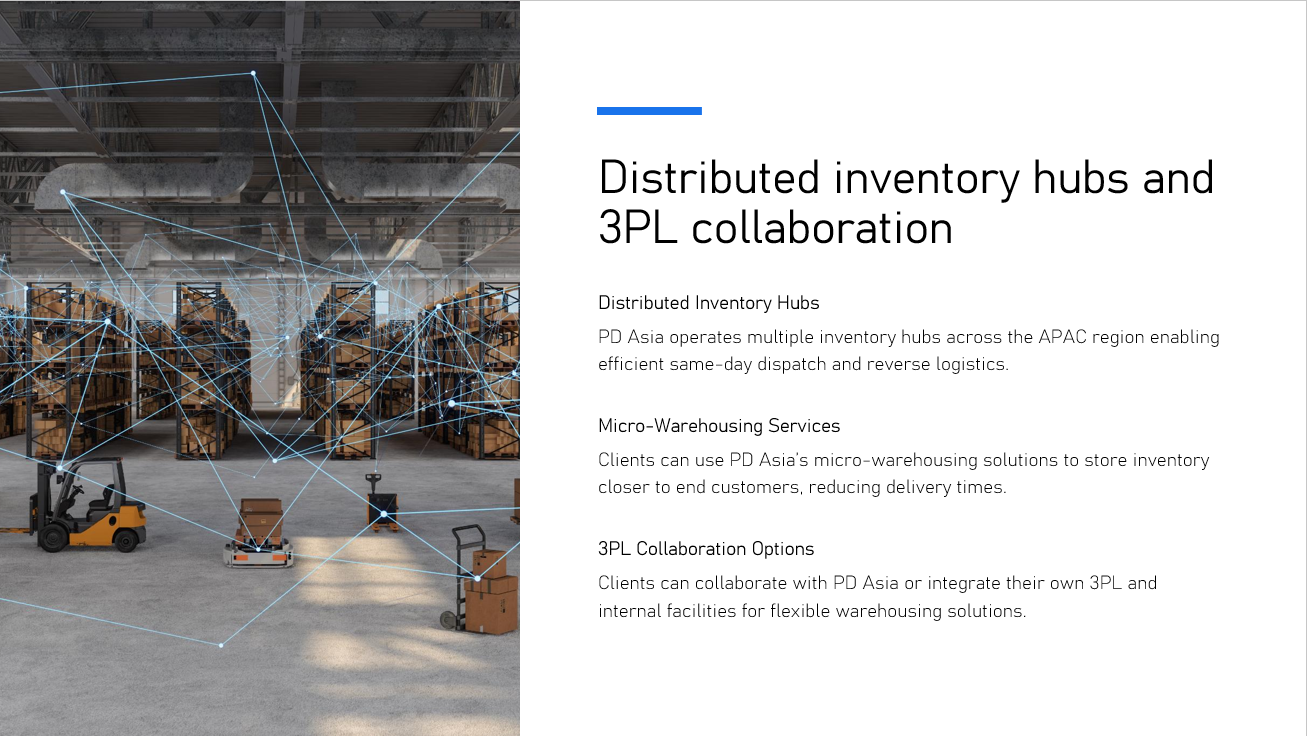 Distributed inventory hubs and
3PL collaboration
Distributed Inventory Hubs
PD Asia operates multiple inventory hubs across the APAC region enabling
efficient same-day dispatch and reverse logistics.
Micro-Warehousing Services
Clients can use PD Asia's micro-warehousing solutions to store inventory
closer to end customers, reducing delivery times.
3PL Collaboration Options
Clients can collaborate with PD Asia or integrate their own 3PL and
internal facilities for flexible warehousing solutions.